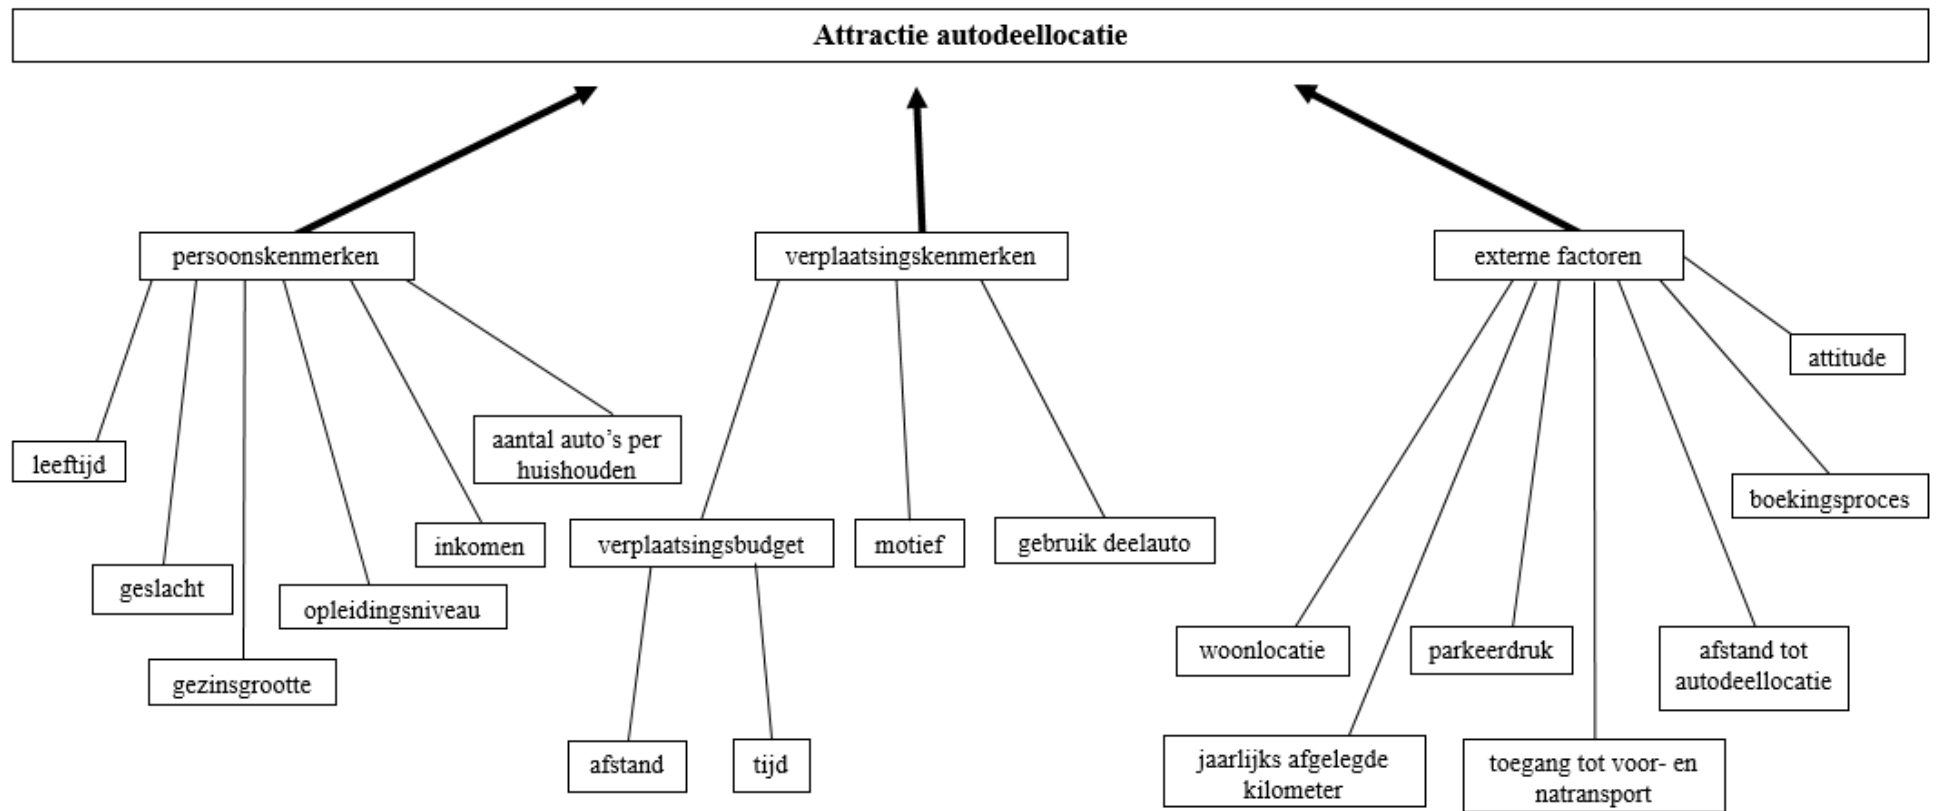 Attractie autodeellocatie
persoonskenmerken
verplaatsingskenmerken
externe factoren
attitude
leeftijd
aantal auto's per
huishouden
boekingsproces
geslacht
inkomen
verplaatsingsbudget
motief
gebruik deelauto
opleidingsniveau
gezinsgrootte
woonlocatie
parkeerdruk
afstand tot
autodeellocatie
afstand
tijd
jaarlijks afgelegde
kilometer
toegang tot voor- en
natransport